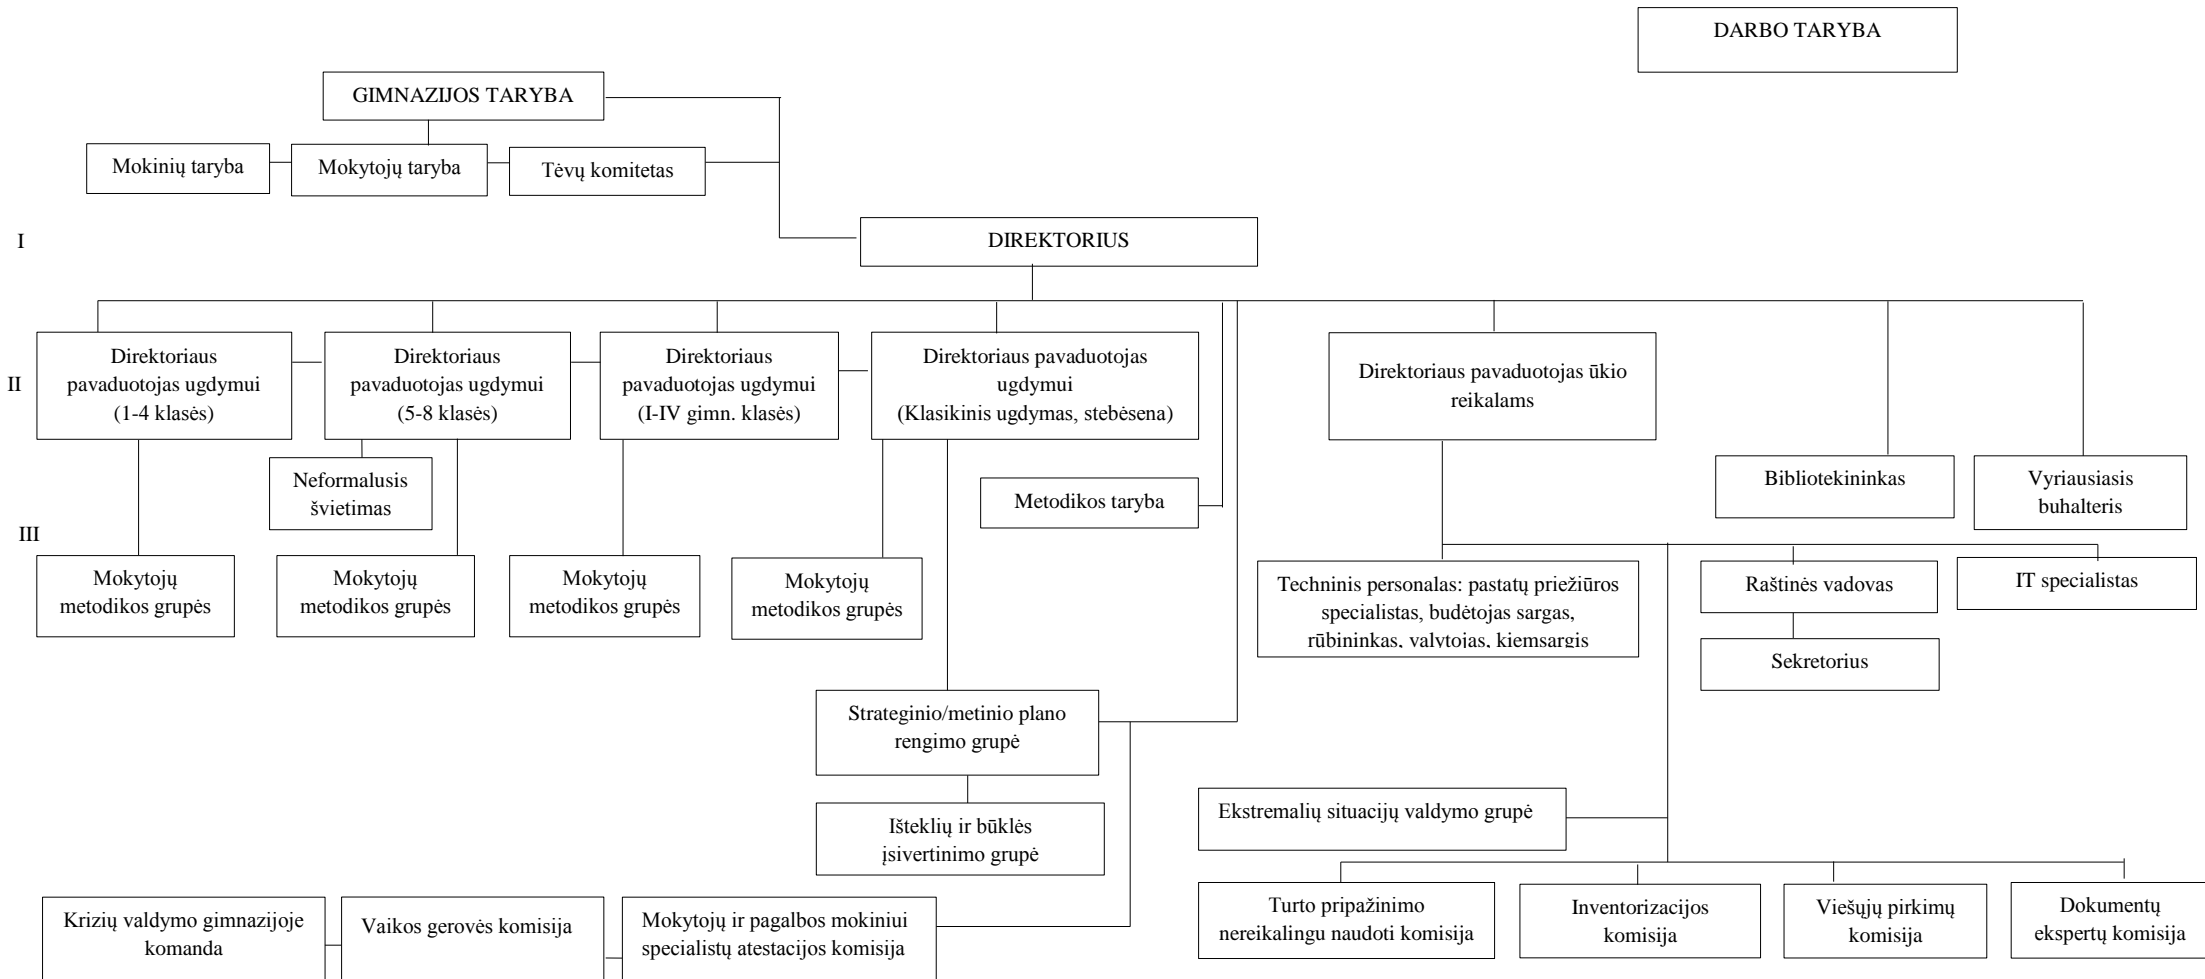 DARBO TARYBA
GIMNAZIJOS TARYBA
Mokinių taryba
Mokytojų taryba
Tėvų komitetas
I
DIREKTORIUS
II
Direktoriaus
pavaduotojas ugdymui
(1-4 klasės)
Direktoriaus
pavaduotojas ugdymui
(5-8 klasės)
Direktoriaus
pavaduotojas ugdymui
(I-IV gimn. klasės)
Direktoriaus pavaduotojas
ugdymui
(Klasikinis ugdymas, stebėsena)
Direktoriaus pavaduotojas ūkio
reikalams
Neformalusis
švietimas
Metodikos taryba
Bibliotekininkas
Vyriausiasis
buhalteris
III
Mokytojų
metodikos grupės
Mokytojų
metodikos grupės
Mokytojų
metodikos grupės
Mokytojų
metodikos grupės
Techninis personalas: pastatų priežiūros
specialistas, budėtojas sargas,
rūbininkas, valytojas, kiemsargis
Raštinės vadovas
IT specialistas
Sekretorius
Strateginio/metinio plano
rengimo grupė
Išteklių ir būklės
įsivertinimo grupė
Ekstremalių situacijų valdymo grupė
Krizių valdymo gimnazijoje
komanda
Vaikos gerovės komisija
Mokytojų ir pagalbos mokiniui
specialistų atestacijos komisija
Turto pripažinimo
nereikalingu naudoti komisija
Inventorizacijos
komisija
Viešųjų pirkimų
komisija
Dokumentų
ekspertų komisija